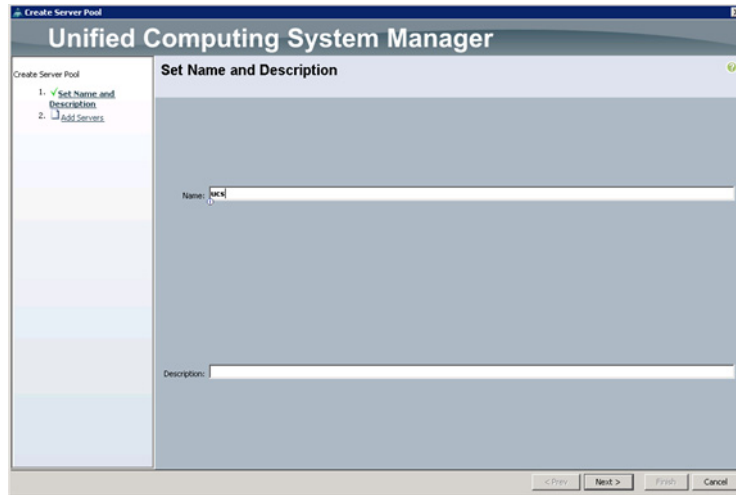 Create Server Pool
Unified Computing System Manager
Create Server Pool
1. Set Name and
Description
2. Add Servers
Set Name and Description
Name: ucs
Description:
< Prev
Next >
Finish
Cancel